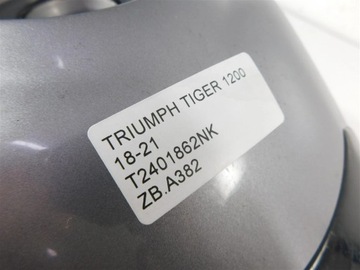 TRIUMPH TIGER 1200
18-21
T2401862NK
ZB.A382